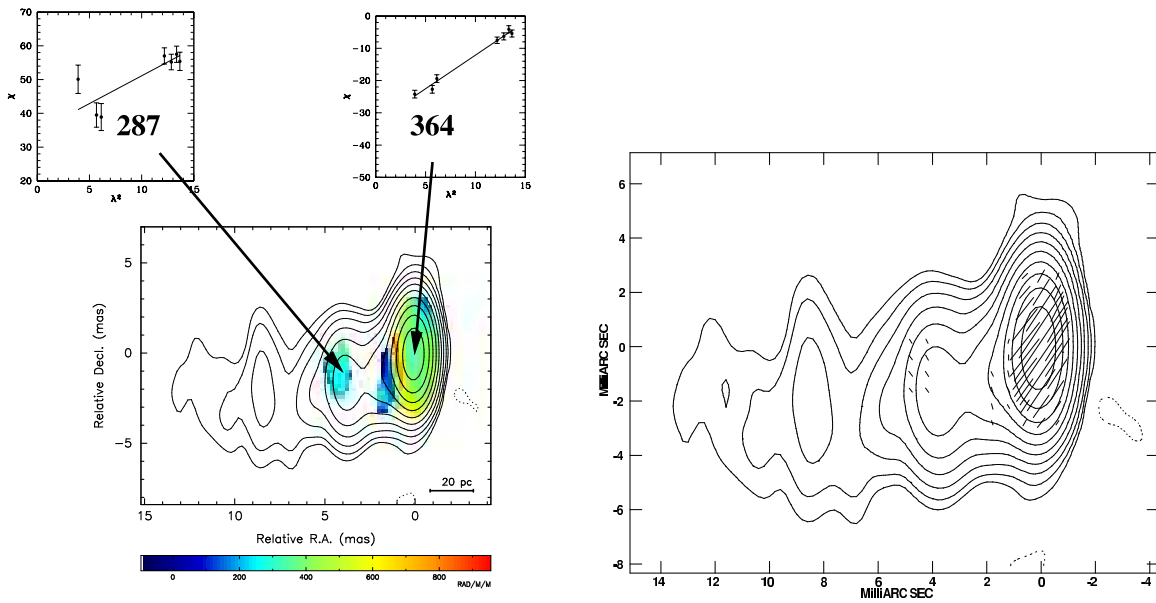 χ
70
60
50
40
30
20
0 5 10 15
λ²
287
χ
0
−10
−20
−30
−40
−50
0 5 10 15
λ²
364
Relative Decl. (mas)
5
0
−5
20 pc
15 10 5 0
Relative R.A. (mas)
0 200 400 600 800
RAD/M/M
MilliARC SEC
6
4
2
0
-2
-4
-6
-8
14 12 10 8 6 4 2 0 -2 -4
MilliARC SEC